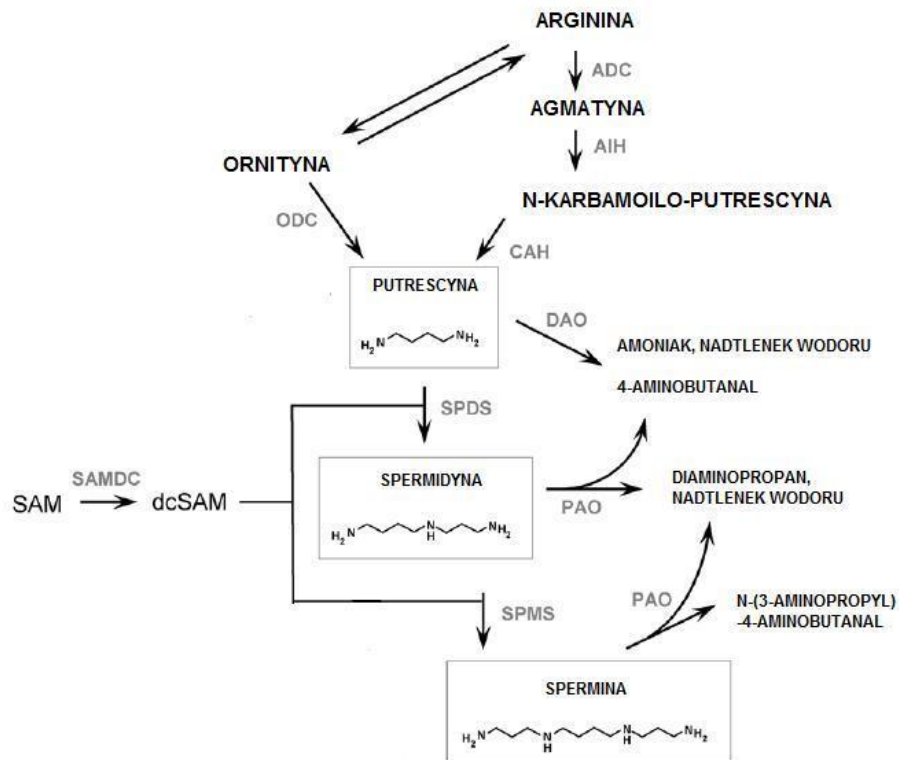 ARGININA
ADC
AGMATYNA
AIH
ORNITYNA
N-KARBAMOILO-PUTRESCYNA
ODC
CAH
PUTRESCYNA
H₂N
NH₂
DAO
AMONIAK, NADTLENEK WODORU
4-AMINOBUTANAL
SPDS
SPERMIDYNA
H₂N
N
H
NH₂
SAMDC
SAM
dcSAM
PAO
DIAMINOPROPAN,
NADTLENEK WODORU
SPMS
PAO
N-(3-AMINOPROPYL)
-4-AMINOBUTANAL
SPERMINA
H₂N
N
H
N
H
NH₂